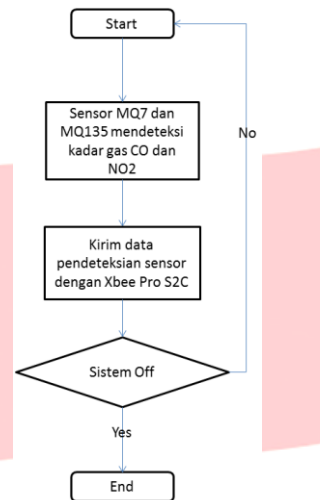 Start
Sensor MQ7 dan
MQ135 mendeteksi
kadar gas CO dan
NO2
No
Kirim data
pendeteksian sensor
dengan Xbee Pro S2C
Sistem Off
Yes
End